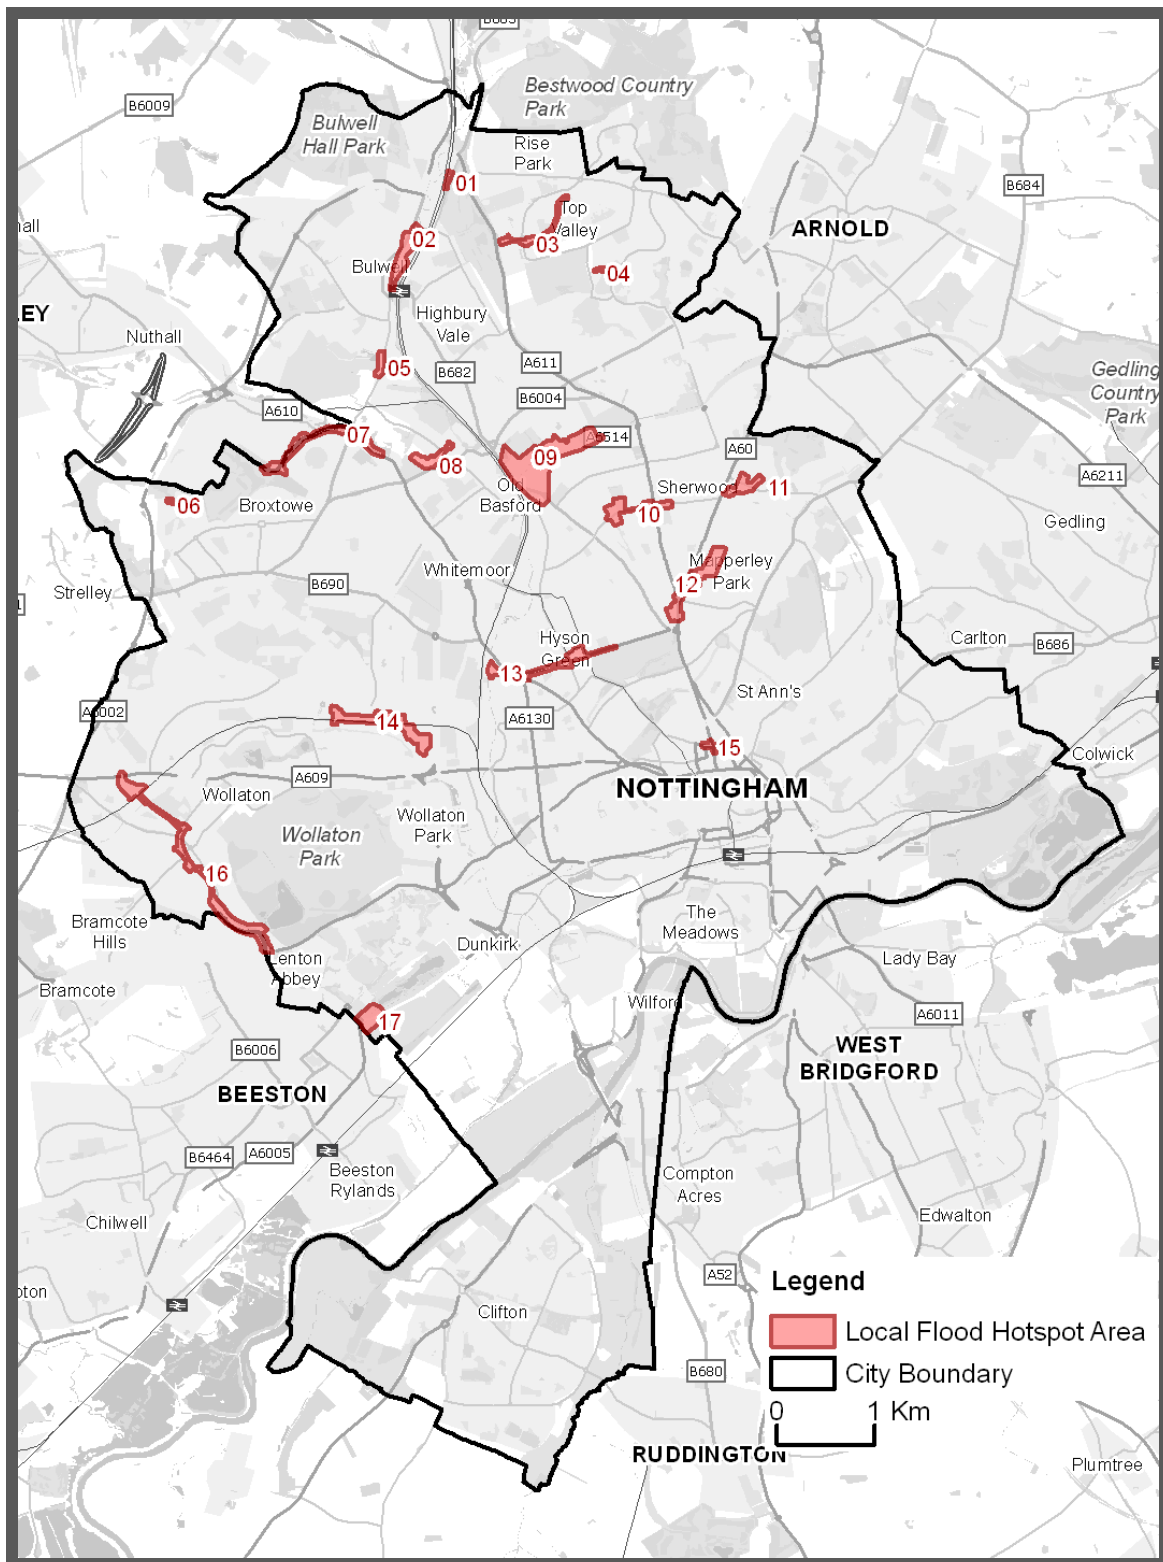 B683
Bestwood Country
Park
B6009
Bulwell
Hall Park
Rise
Park
01
B684
Top
Valley
ARNOLD
02
03
Bulwell
04
Highbury
Vale
Nuthall
05
A611
B682
B6004
Gedling
Country
Park
A610
07
A6514
A60
08
09
A6211
Old
Basford
Sherwood
11
06
Broxtowe
10
Gedling
Whitemoor
Mapperley
Park
12
B690
Strelley
Hyson
Green
Carlton
B686
13
St Ann's
A6002
14
A6130
15
Colwick
A609
NOTTINGHAM
Wollaton
Wollaton
Park
Wollaton
Park
16
Bramcote
Hills
The
Meadows
Dunkirk
Lenton
Abbey
Lady Bay
Bramcote
Wilford
A6011
17
B6006
WEST
BRIDGFORD
BEESTON
B6464
A6005
Beeston
Rylands
Compton
Acres
Chilwell
Edwalton
A52
Legend
Clifton
Local Flood Hotspot Area
B680
City Boundary
0 1 Km
RUDDINGTON
Plumtree